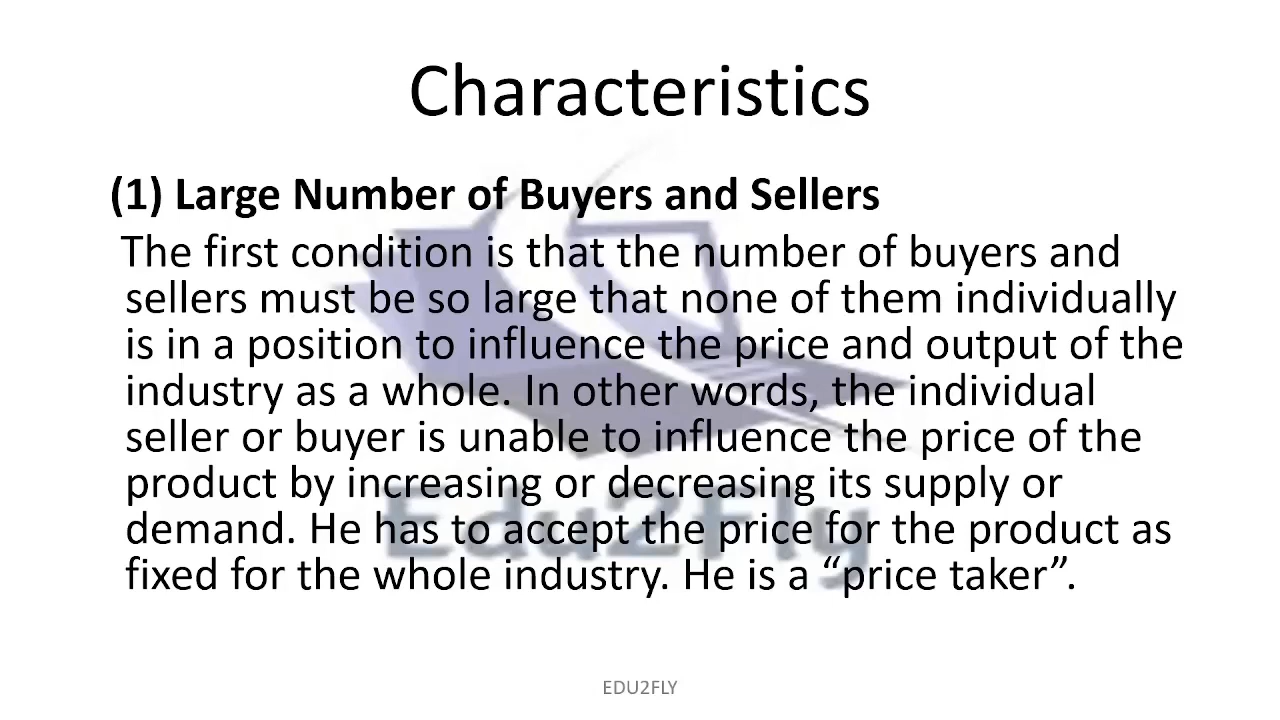 Characteristics
(1) Large Number of Buyers and Sellers
The first condition is that the number of buyers and
sellers must be so large that none of them individually
is in a position to influence the price and output of the
industry as a whole. In other words, the individual
seller or buyer is unable to influence the price of the
product by increasing or decreasing its supply or
demand. He has to accept the price for the product as
fixed for the whole industry. He is a “price taker”.
Edu2Fly
EDU2FLY